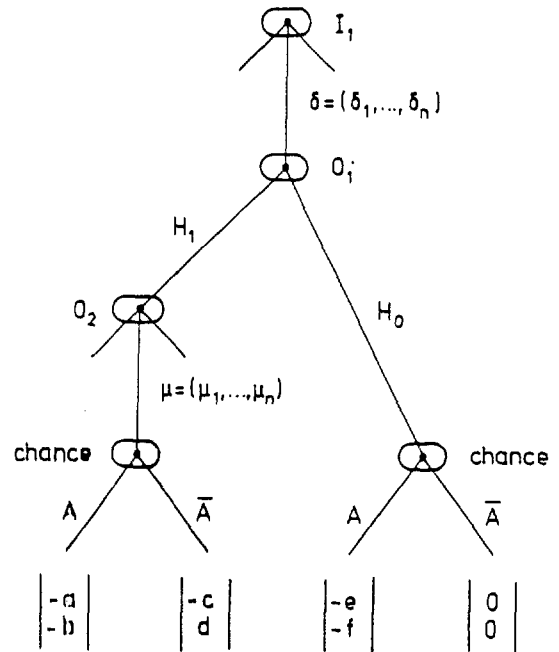 I₁
δ=(δ₁,...,δₙ)
O₁
H₁
O₂
H₀
μ=(μ₁,...,μₙ)
chance chance
A Ā A Ā
|-a| |-c| |-e| |0|
|-b| |d| |-f| |0|